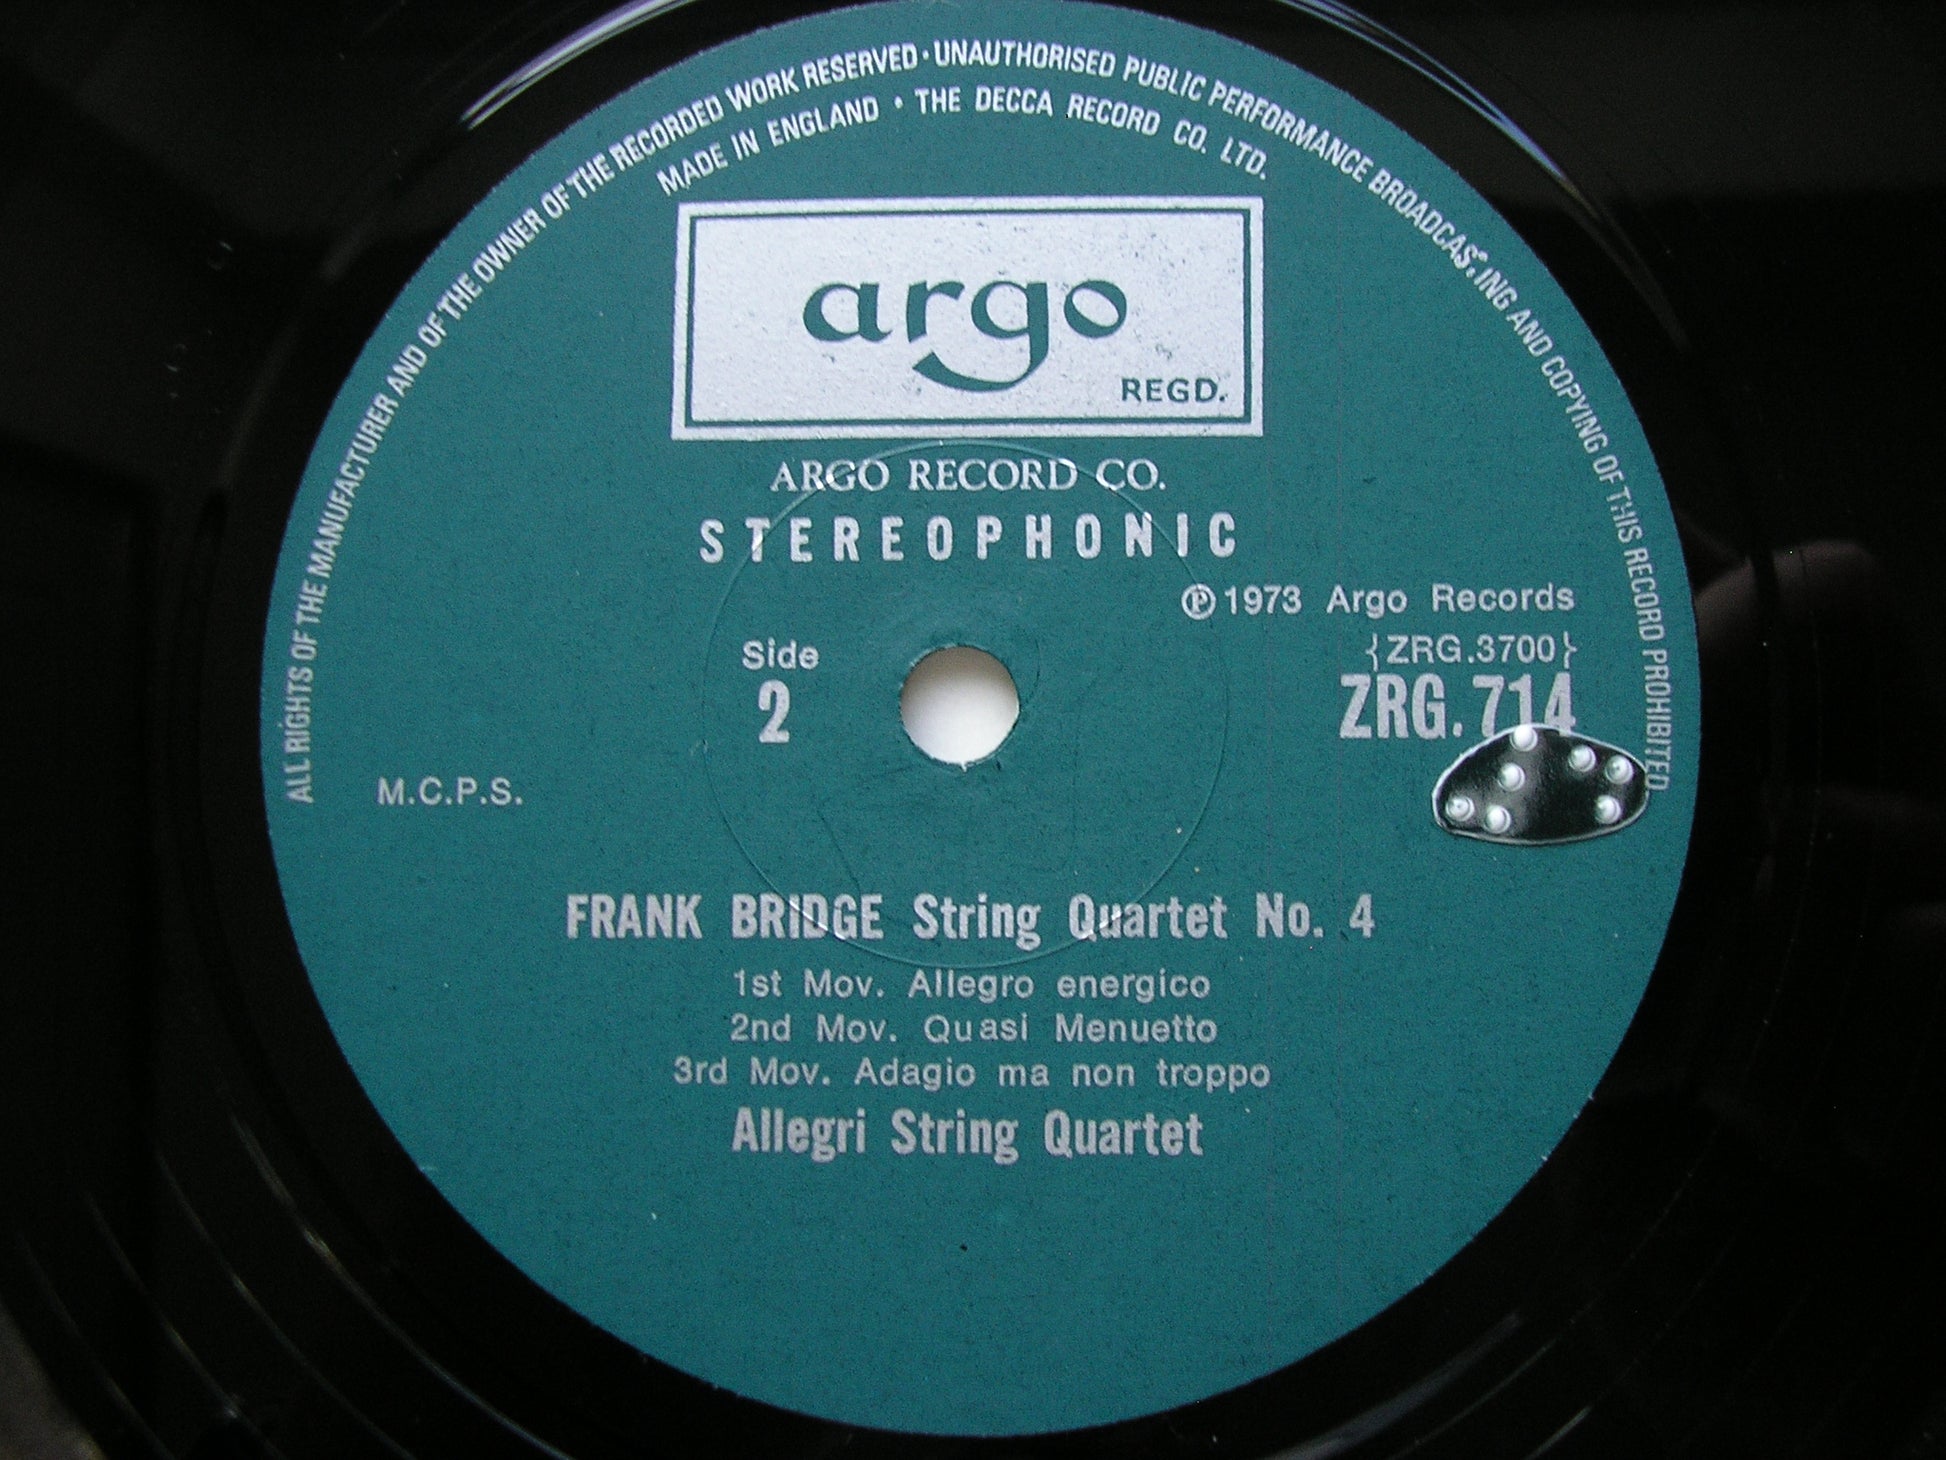 ALL RIGHTS OF THE MANUFACTURER AND OF THE OWNER OF THE RECORDED WORK RESERVED · UNAUTHORISED PUBLIC PERFORMANCE BROADCAS.ING AND COPYING OF THIS RECORD PROHIBITED
MADE IN ENGLAND • THE DECCA RECORD CO. LTD.
argo
REGD.
ARGO RECORD CO.
STEREOPHONIC
Ⓟ1973 Argo Records
Side
{ZRG.3700}
2
ZRG.714
M.C.P.S.
FRANK BRIDGE String Quartet No. 4
1st Mov. Allegro energico
2nd Mov. Quasi Menuetto
3rd Mov. Adagio ma non troppo
Allegri String Quartet